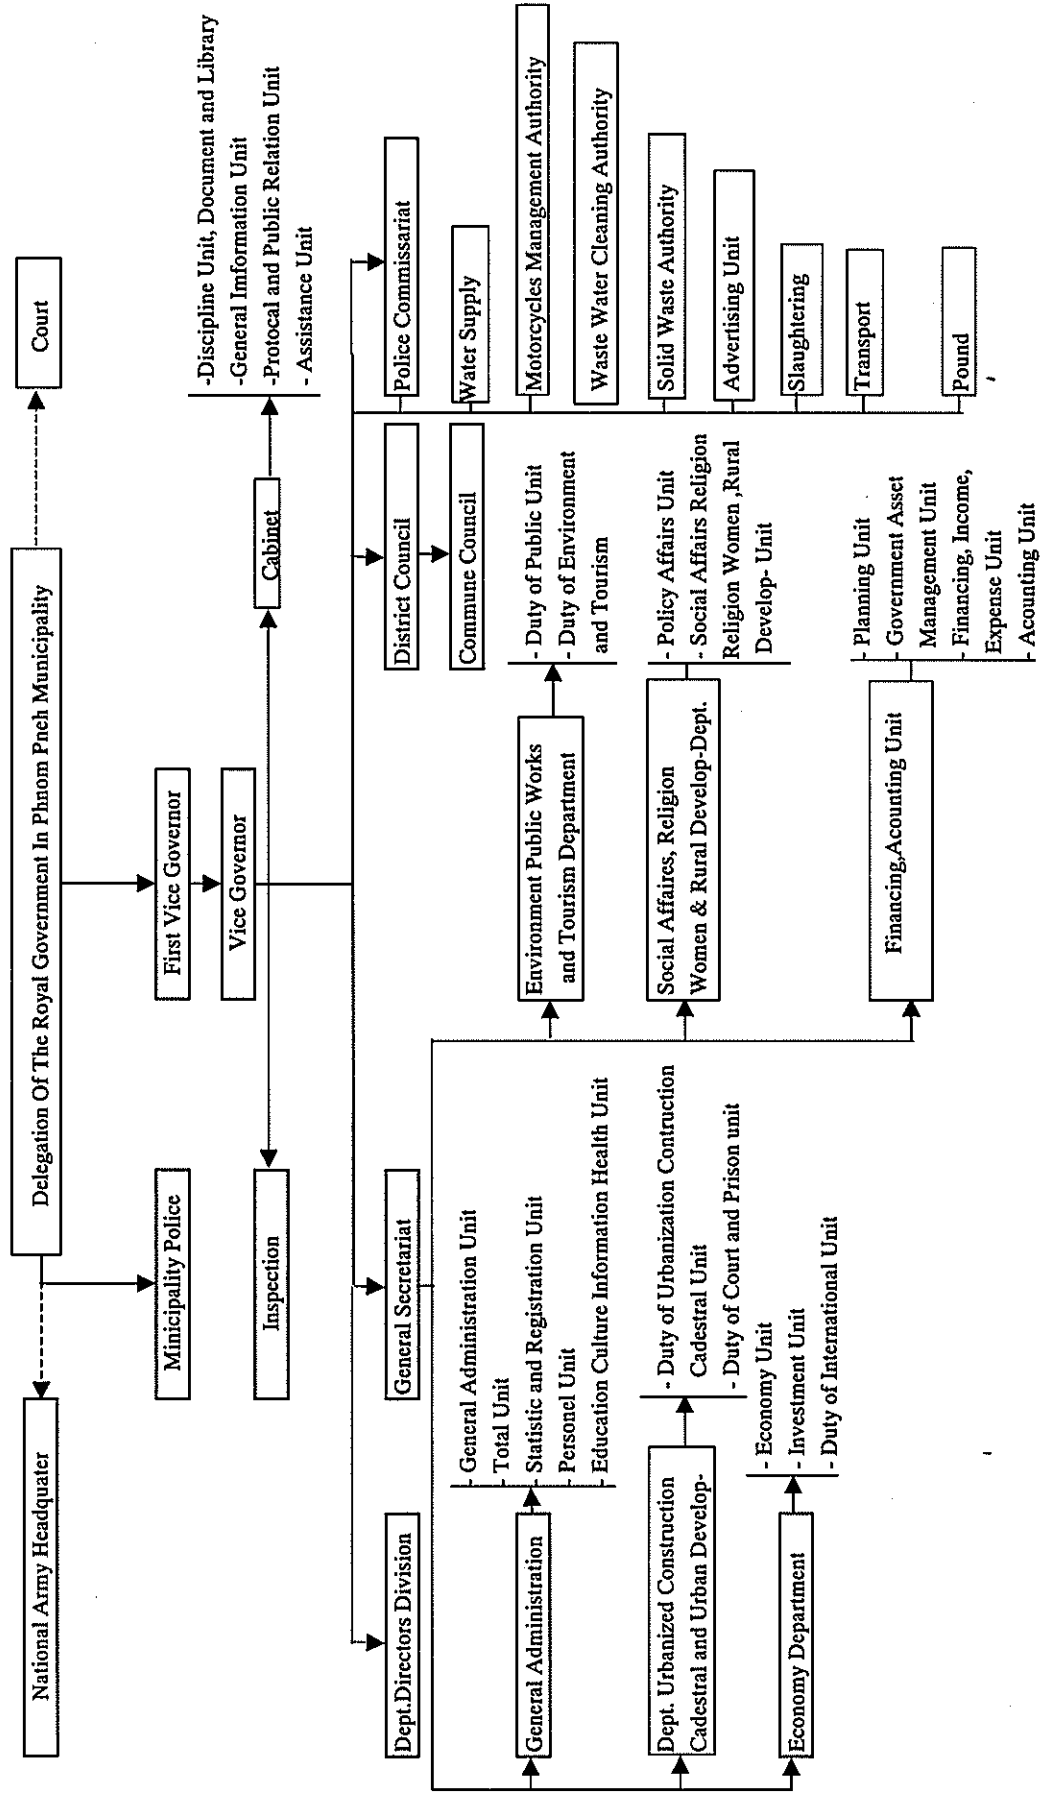 Delegation Of The Royal Government In Phnom Pneh Municipality
National Army Headquater
Court
Minicipality Police
First Vice Governor
Vice Governor
Inspection
Cabinet
-Discipline Unit, Document and Library
-General Imformation Unit
-Protocal and Public Relation Unit
- Assistance Unit
Dept.Directors Division
General Secretariat
District Council
Police Commissariat
Commune Council
Water Supply
Motorcycles Management Authority
Waste Water Cleaning Authority
Solid Waste Authority
Advertising Unit
Slaughtering
Transport
Pound
General Administration
- General Administration Unit
- Total Unit
- Statistic and Registration Unit
- Personel Unit
- Education Culture Information Health Unit
Dept. Urbanized Construction
Cadestral and Urban Develop-
- Duty of Urbanization Contruction
Cadestral Unit
- Duty of Court and Prison unit
Economy Department
- Economy Unit
- Investment Unit
- Duty of International Unit
Environment Public Works
and Tourism Department
- Duty of Public Unit
- Duty of Environment
and Tourism
Social Affaires, Religion
Women & Rural Develop-Dept.
- Policy Affairs Unit
- Social Affairs Religion
Religion Women ,Rural
Develop- Unit
Financing,Acounting Unit
- Planning Unit
- Government Asset
Management Unit
- Financing, Income,
Expense Unit
- Acounting Unit